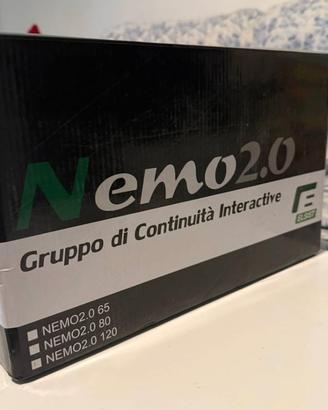 Nemo2.0
Gruppo di Continuità Interactive
ELSIST
NEMO2.0 65
NEMO2.0 80
NEMO2.0 120